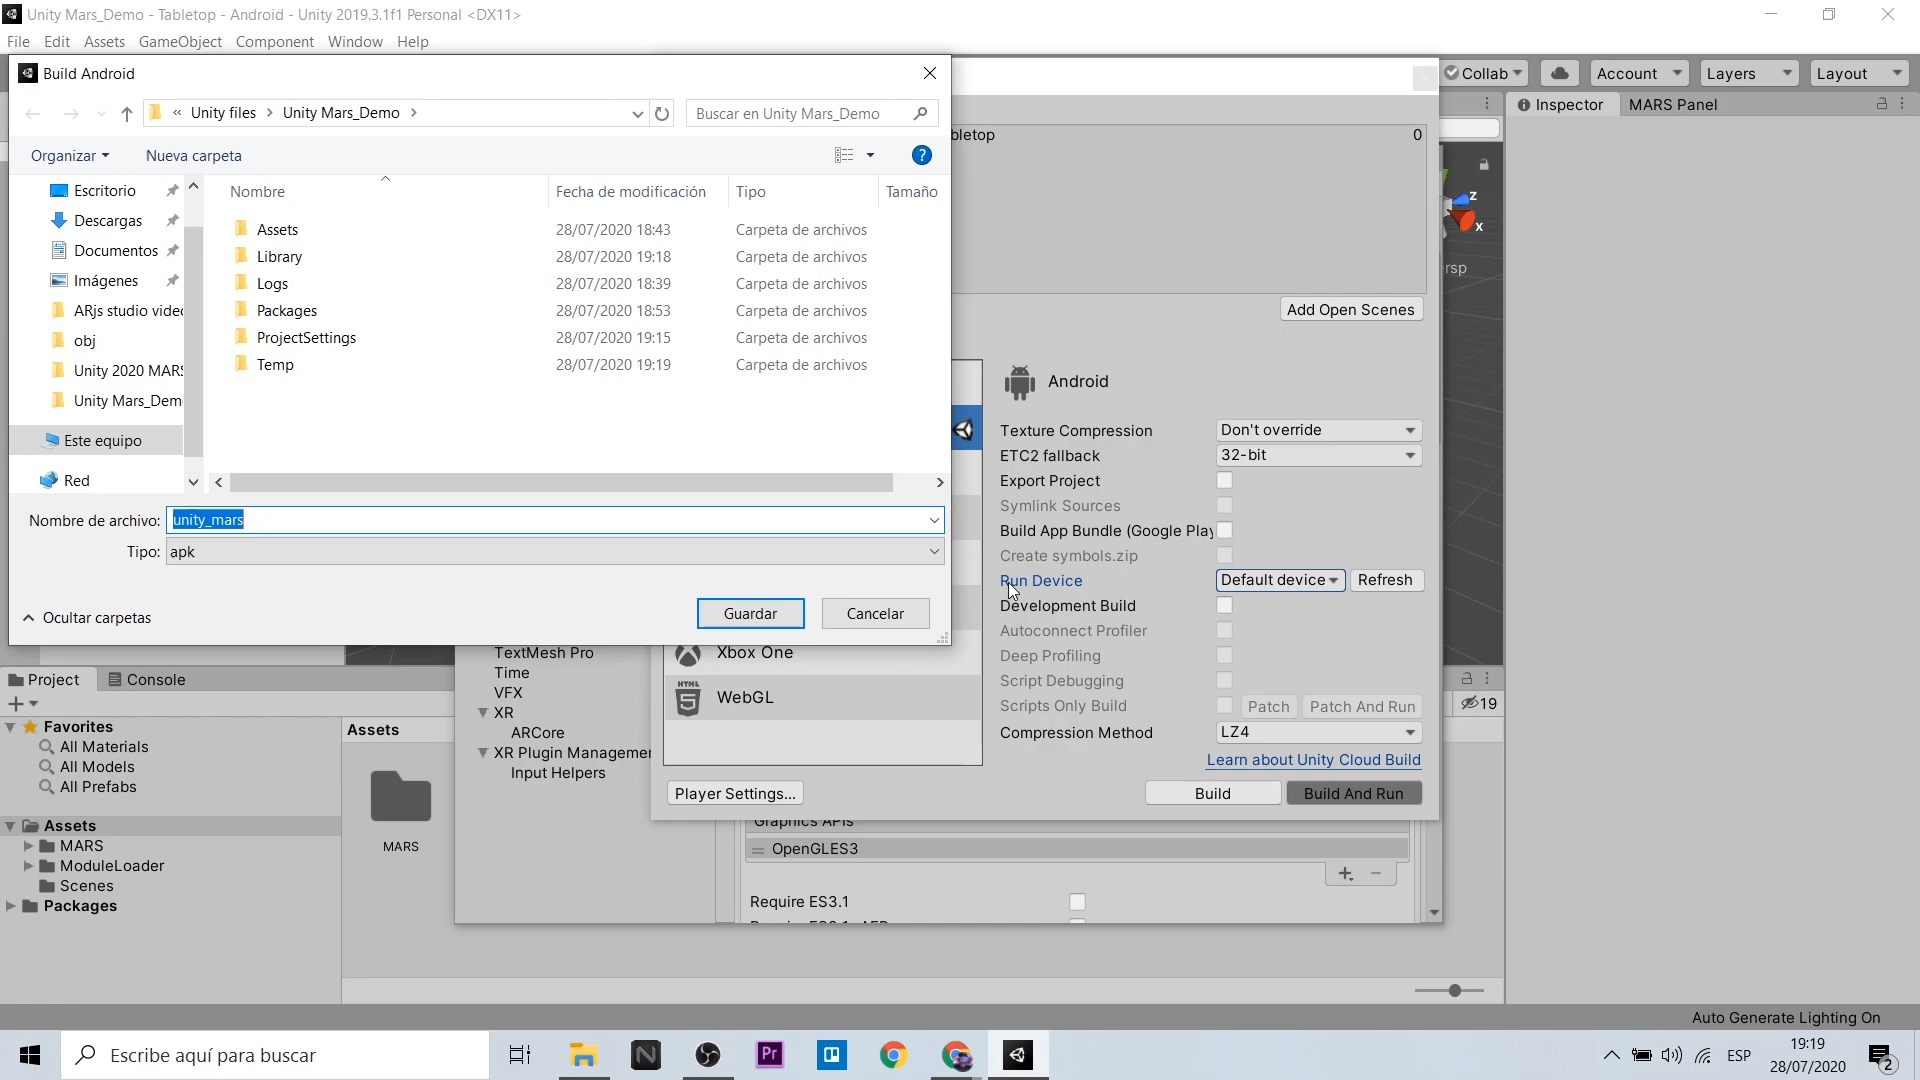 Unity Mars_Demo - Tabletop - Android - Unity 2019.3.1f1 Personal <DX11>
File Edit Assets GameObject Component Window Help
Build Android
Collab Account Layers Layout
« Unity files > Unity Mars_Demo >
Buscar en Unity Mars_Demo
Inspector MARS Panel
Organizar Nueva carpeta ?
bletop 0
Nombre Fecha de modificación Tipo Tamaño
Escritorio
Descargas
Documentos
Imágenes
ARjs studio vide
obj
Unity 2020 MARS
Unity Mars_Dem
Este equipo
Red
Assets 28/07/2020 18:43 Carpeta de archivos
Library 28/07/2020 19:18 Carpeta de archivos
Logs 28/07/2020 18:39 Carpeta de archivos
Packages 28/07/2020 18:53 Carpeta de archivos
ProjectSettings 28/07/2020 19:15 Carpeta de archivos
Temp 28/07/2020 19:19 Carpeta de archivos
Nombre de archivo: unity_mars
Tipo: apk
Ocultar carpetas
Guardar Cancelar
z
x
rsp
Add Open Scenes
Android
Texture Compression Don't override
ETC2 fallback 32-bit
Export Project
Symlink Sources
Build App Bundle (Google Play
Create symbols.zip
Run Device Default device Refresh
Development Build
Autoconnect Profiler
Deep Profiling
Script Debugging
Scripts Only Build Patch Patch And Run
Compression Method LZ4
Learn about Unity Cloud Build
Player Settings... Build Build And Run
Xbox One
HTML 5 WebGL
TextMesh Pro
Time
VFX
XR
ARCore
XR Plugin Managemen
Input Helpers
Graphics APIs
OpenGLES3
Require ES3.1
Project Console
19
Favorites
All Materials
All Models
All Prefabs
Assets
MARS
ModuleLoader
Scenes
Packages
Assets
MARS
Auto Generate Lighting On
Escribe aquí para buscar
Pr
ESP
19:19
28/07/2020
2